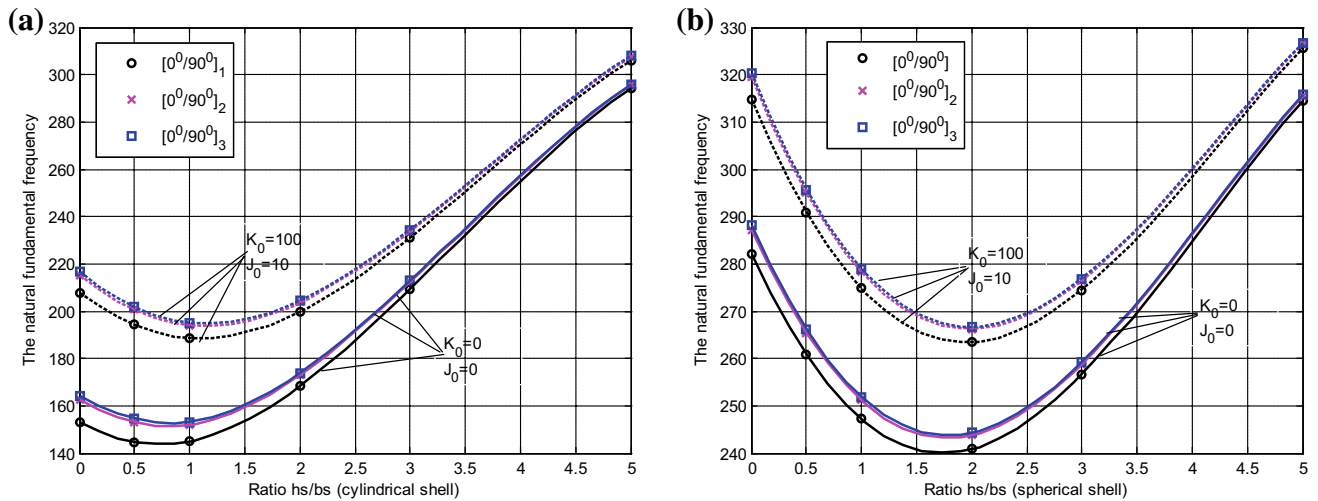 (a)
The natural fundamental frequency
320
300
280
260
240
220
200
180
160
140
[0⁰/90⁰]₁
[0⁰/90⁰]₂
[0⁰/90⁰]₃
K₀=100
J₀=10
K₀=0
J₀=0
0 0.5 1 1.5 2 2.5 3 3.5 4 4.5 5
Ratio hs/bs (cylindrical shell)
(b)
The natural fundamental frequency
330
320
310
300
290
280
270
260
250
240
[0⁰/90⁰]
[0⁰/90⁰]₂
[0⁰/90⁰]₃
K₀=100
J₀=10
K₀=0
J₀=0
0 0.5 1 1.5 2 2.5 3 3.5 4 4.5 5
Ratio hs/bs (spherical shell)